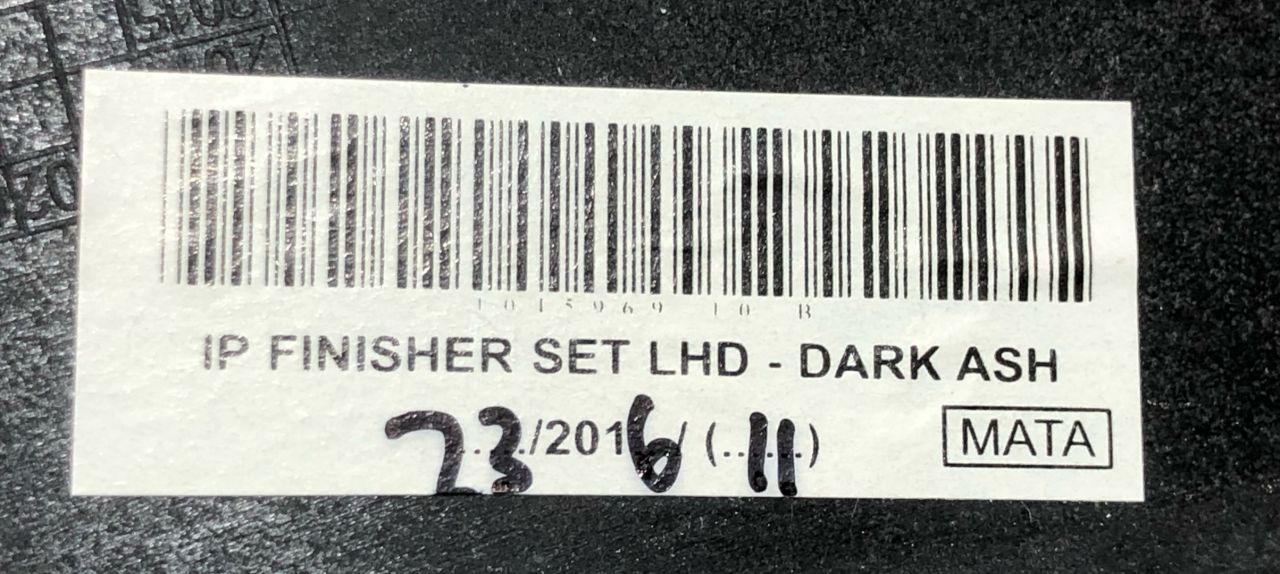 1015969 10 B
IP FINISHER SET LHD - DARK ASH
23/2016/ (11)
MATA